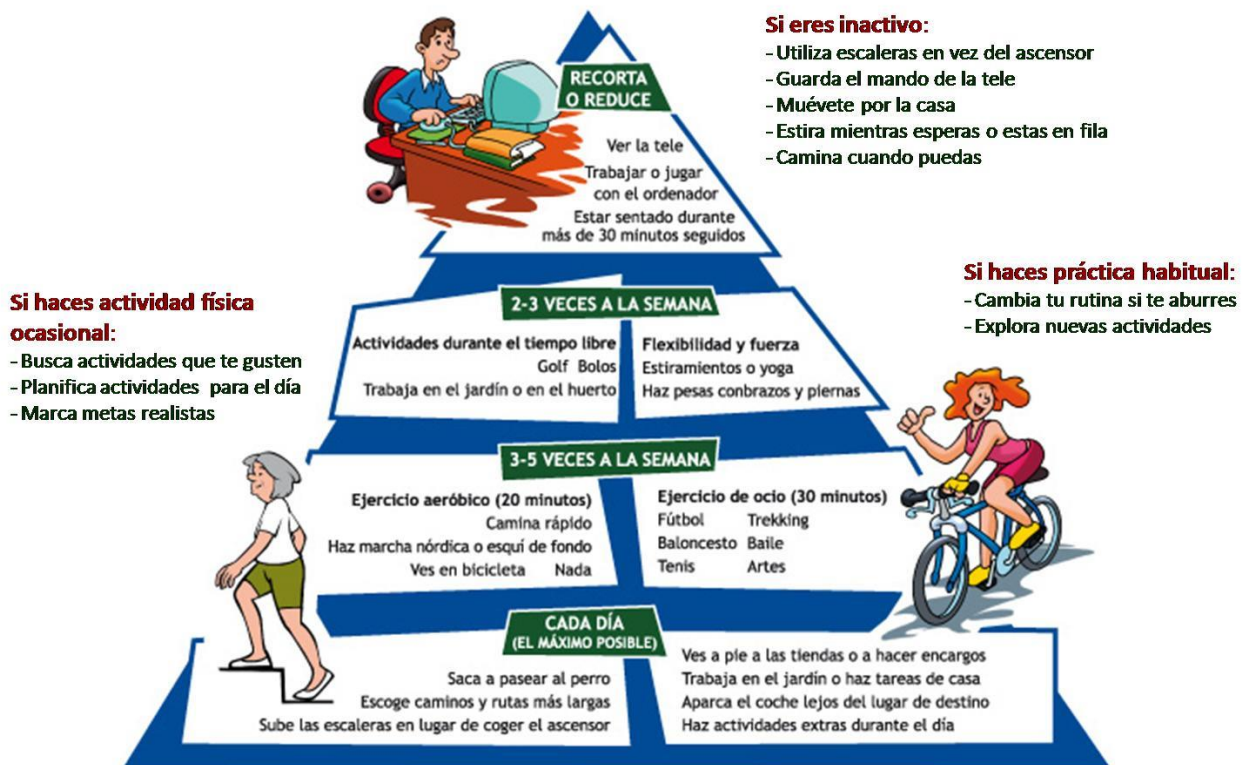 Si eres inactivo:
-Utiliza escaleras en vez del ascensor
-Guarda el mando de la tele
-Muévete por la casa
-Estira mientras esperas o estas en fila
-Camina cuando puedas
RECORTA
O REDUCE
Ver la tele
Trabajar o jugar
con el ordenador
Estar sentado durante
más de 30 minutos seguidos
Si haces práctica habitual:
-Cambia tu rutina si te aburres
-Explora nuevas actividades
Si haces actividad física
ocasional:
-Busca actividades que te gusten
-Planifica actividades para el día
-Marca metas realistas
2-3 VECES A LA SEMANA
Actividades durante el tiempo libre
Golf Bolos
Trabaja en el jardín o en el huerto
Flexibilidad y fuerza
Estiramientos o yoga
Haz pesas conbrazos y piernas
3-5 VECES A LA SEMANA
Ejercicio aeróbico (20 minutos)
Camina rápido
Haz marcha nórdica o esquí de fondo
Ves en bicicleta Nada
Ejercicio de ocio (30 minutos)
Fútbol Trekking
Baloncesto Baile
Tenis Artes
CADA DÍA
(EL MÁXIMO POSIBLE)
Saca a pasear al perro
Escoge caminos y rutas más largas
Sube las escaleras en lugar de coger el ascensor
Ves a pie a las tiendas o a hacer encargos
Trabaja en el jardín o haz tareas de casa
Aparca el coche lejos del lugar de destino
Haz actividades extras durante el día